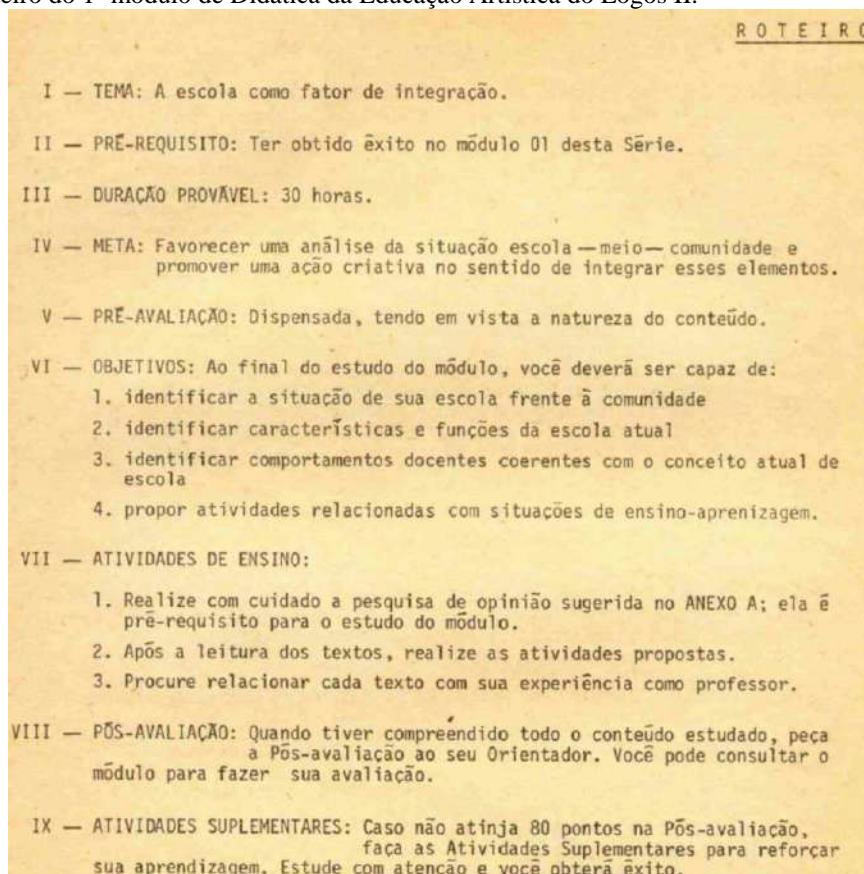 eiro do 1º módulo de Didática da Educação Artística do Logos II.
ROTEIRO
I — TEMA: A escola como fator de integração.
II — PRÉ-REQUISITO: Ter obtido êxito no módulo 01 desta Série.
III — DURAÇÃO PROVÁVEL: 30 horas.
IV — META: Favorecer uma análise da situação escola — meio — comunidade e
promover uma ação criativa no sentido de integrar esses elementos.
V — PRÉ-AVALIAÇÃO: Dispensada, tendo em vista a natureza do conteúdo.
VI — OBJETIVOS: Ao final do estudo do módulo, você deverá ser capaz de:
1. identificar a situação de sua escola frente à comunidade
2. identificar características e funções da escola atual
3. identificar comportamentos docentes coerentes com o conceito atual de
escola
4. propor atividades relacionadas com situações de ensino-aprenizagem.
VII — ATIVIDADES DE ENSINO:
1. Realize com cuidado a pesquisa de opinião sugerida no ANEXO A; ela é
pré-requisito para o estudo do módulo.
2. Após a leitura dos textos, realize as atividades propostas.
3. Procure relacionar cada texto com sua experiência como professor.
VIII — PÓS-AVALIAÇÃO: Quando tiver compreendido todo o conteúdo estudado, peça
a Pós-avaliação ao seu Orientador. Você pode consultar o
módulo para fazer sua avaliação.
IX — ATIVIDADES SUPLEMENTARES: Caso não atinja 80 pontos na Pós-avaliação,
faça as Atividades Suplementares para reforçar
sua aprendizagem. Estude com atenção e você obterá êxito.